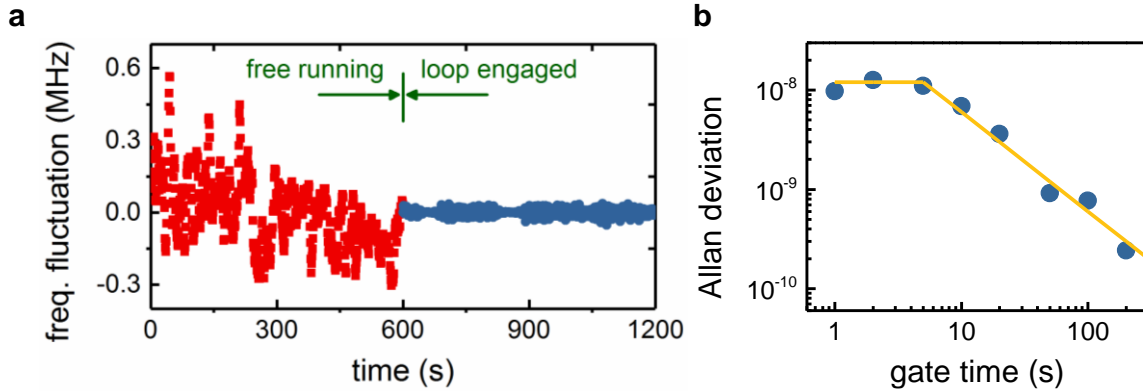 a
freq. fluctuation (MHz)
0.6
0.3
0.0
-0.3
free running
loop engaged
0
300
600
900
1200
time (s)
b
Allan deviation
10⁻⁸
10⁻⁹
10⁻¹⁰
1
10
100
gate time (s)